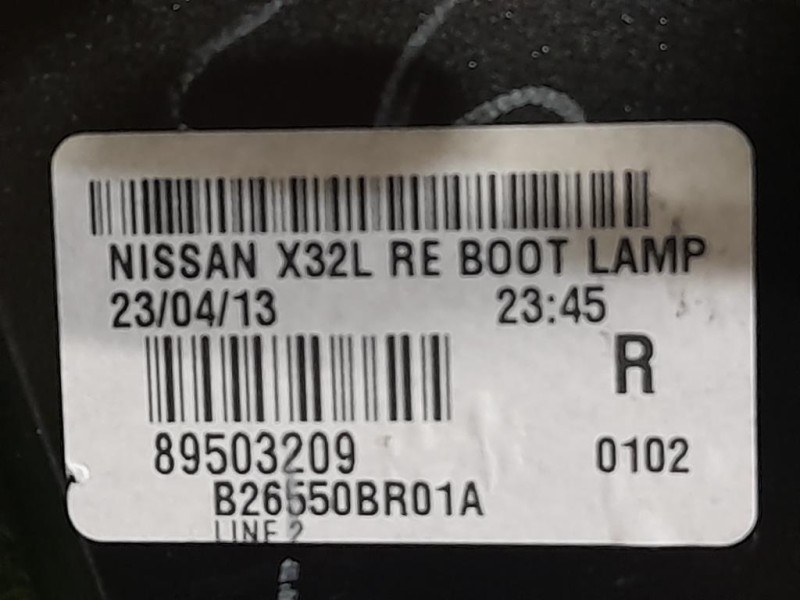 NISSAN X32L RE BOOT LAMP
23/04/13 23:45
R
89503209 0102
B26550BR01A
LINE 2